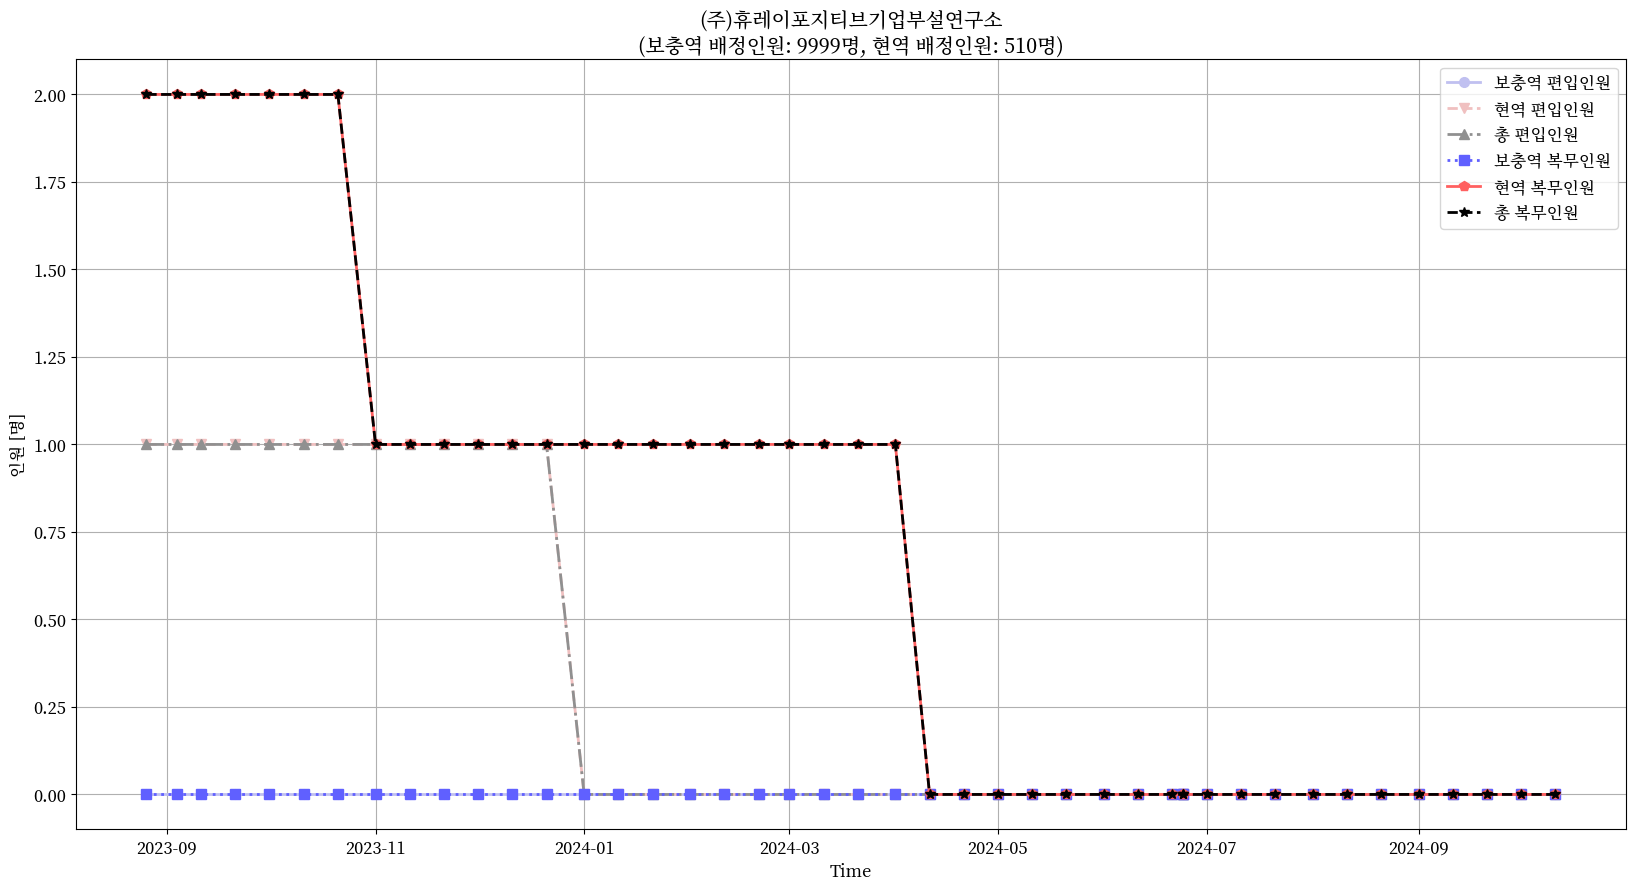 (주)휴레이포지티브기업부설연구소
(보충역 배정인원: 9999명, 현역 배정인원: 510명)
보충역 편입인원
현역 편입인원
총 편입인원
보충역 복무인원
현역 복무인원
총 복무인원
2.00
1.75
1.50
1.25
1.00
0.75
0.50
0.25
0.00
인원 [명]
2023-09
2023-11
2024-01
2024-03
2024-05
2024-07
2024-09
Time